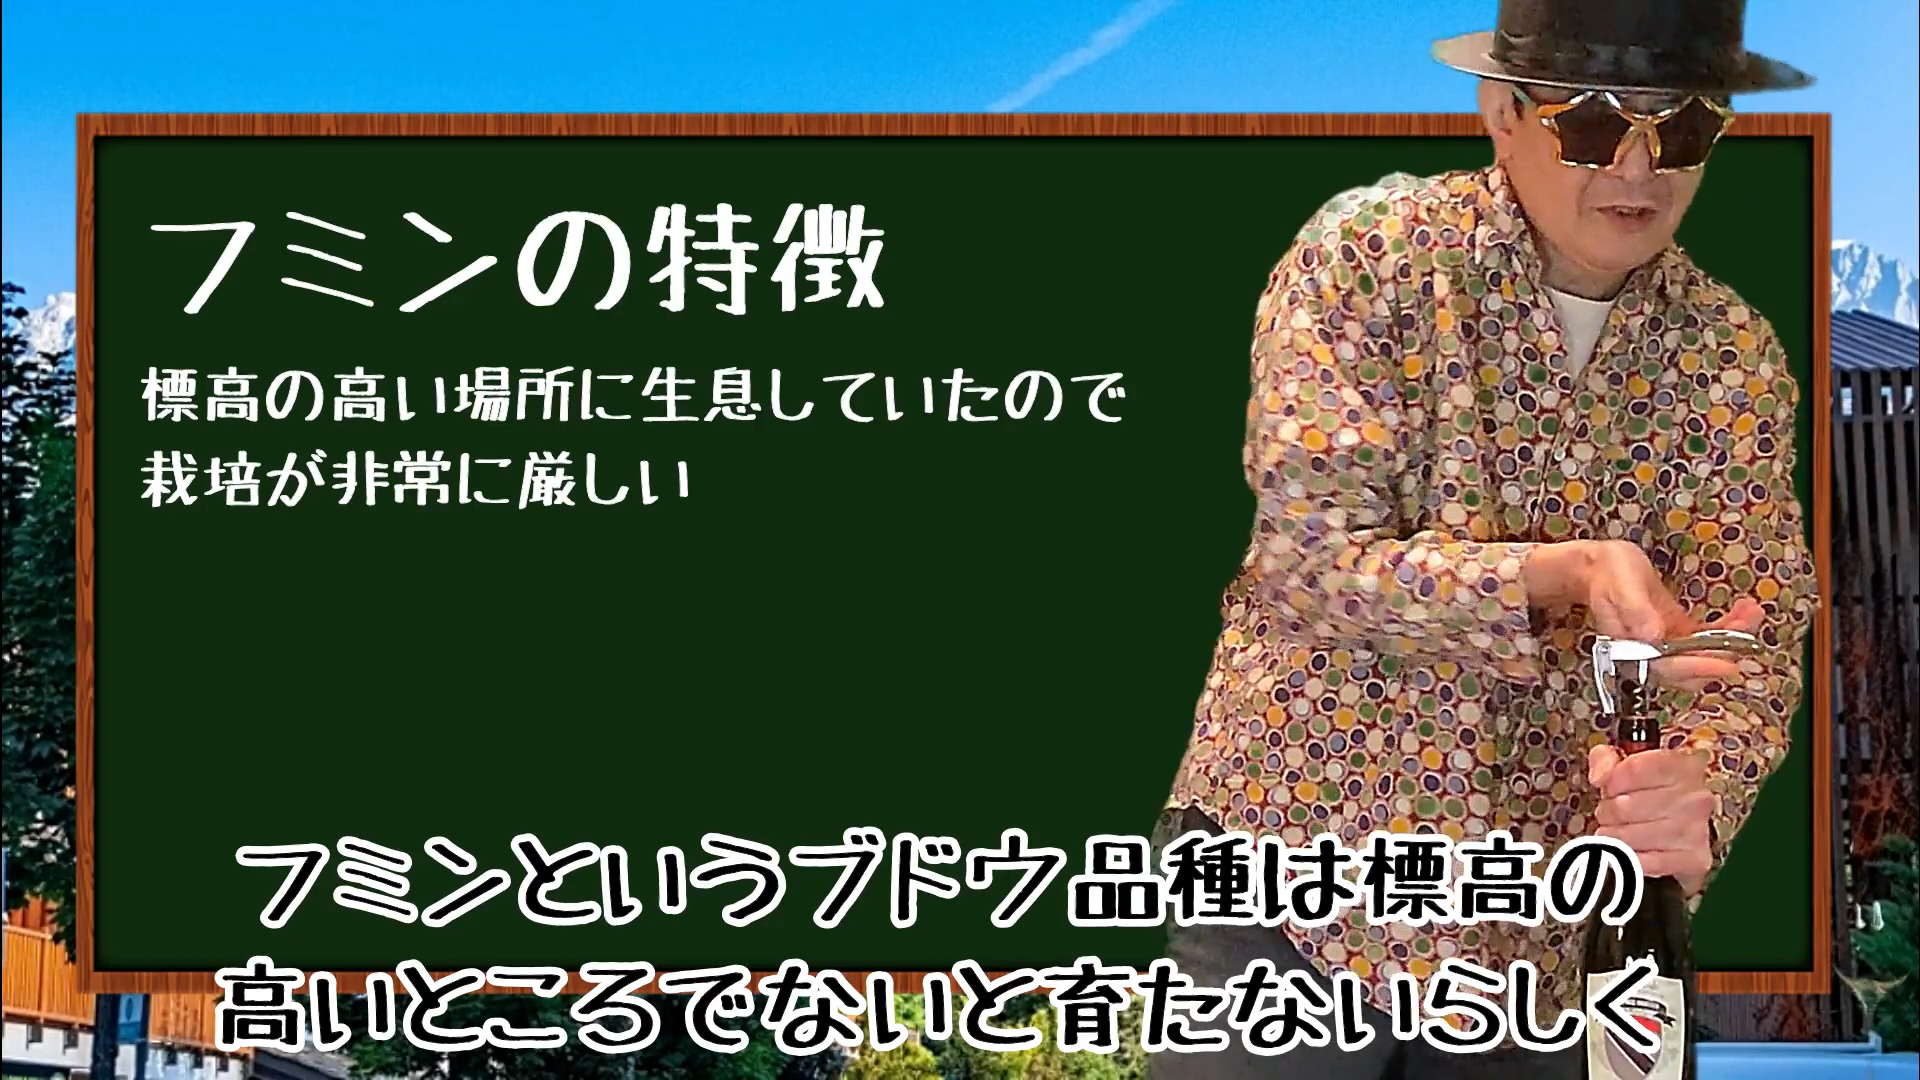 フミンの特徴
標高の高い場所に生息していたので
栽培が非常に厳しい
フミンというブドウ品種は標高の
高いところでないと育たないらしく